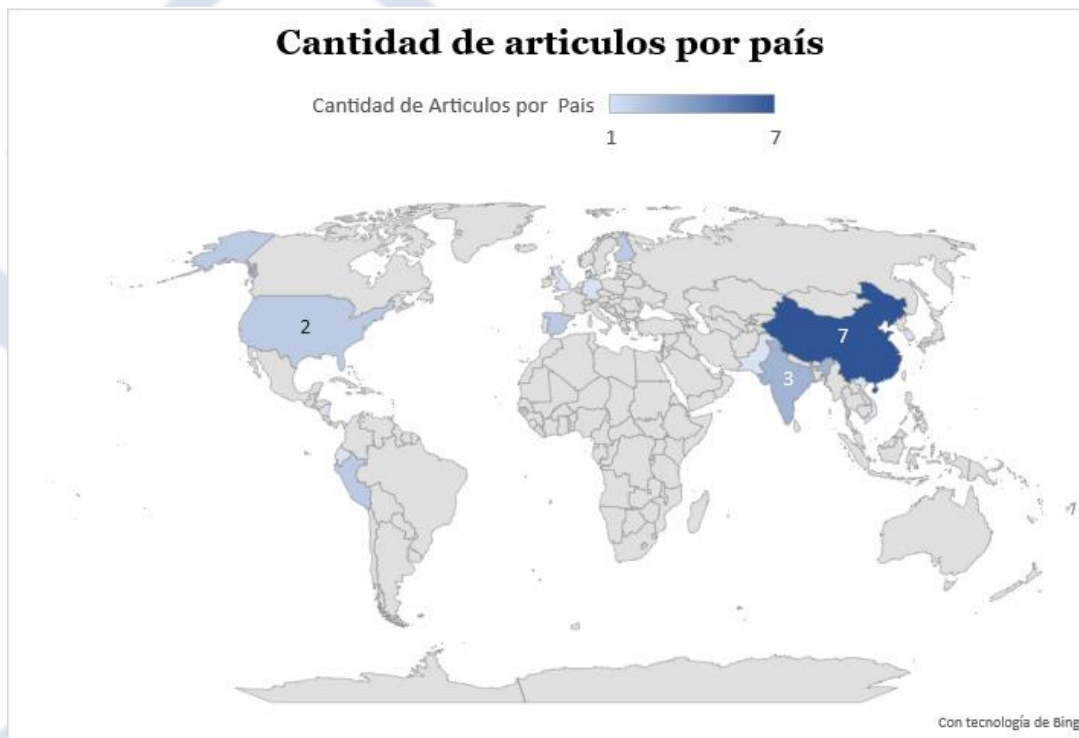 Cantidad de articulos por país
Cantidad de Articulos por Pais
1 7
2
7
3
Con tecnología de Bing